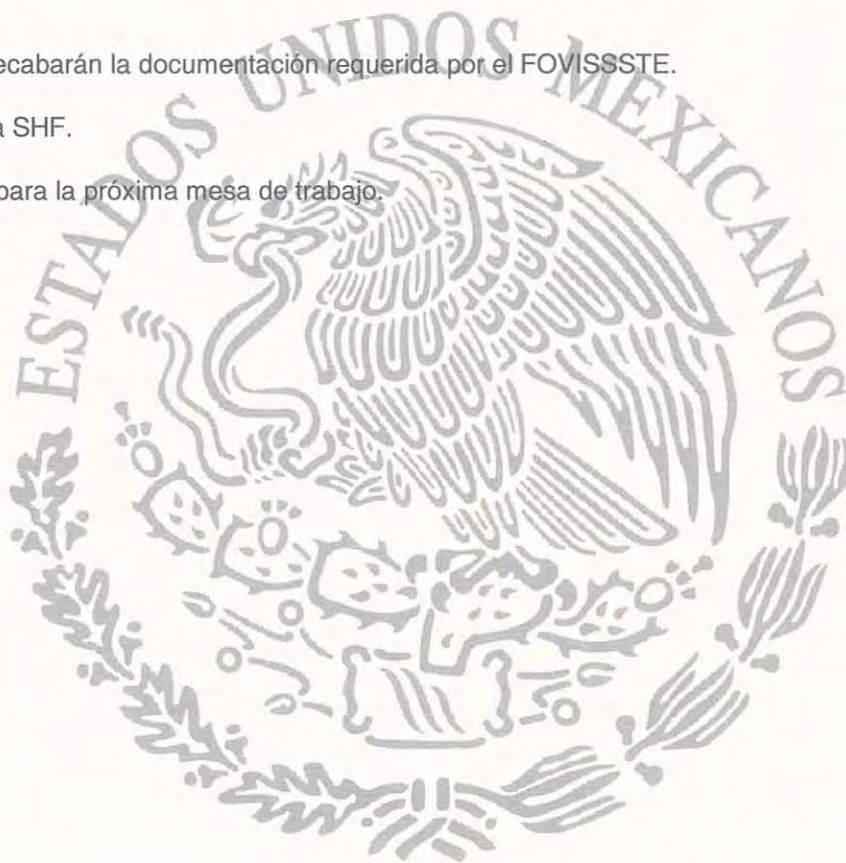 ecabarán la documentación requerida por el FOVISSSTE.
a SHF.
para la próxima mesa de trabajo.
ESTADOS UNIDOS MEXICANOS